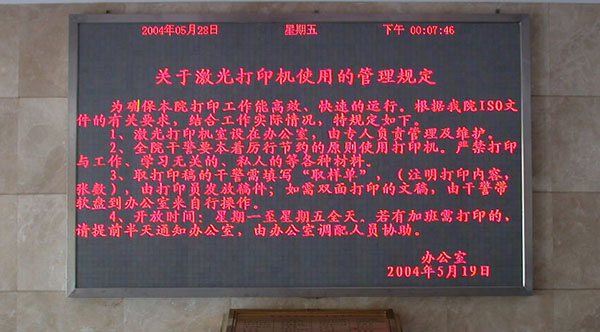 2004年05月28日 星期五 下午 00:07:46
关于激光打印机使用的管理规定
为确保本院打印工作能高效、快速的运行。根据我院ISO文
件的有关要求，结合工作实际情况，特规定如下。
1、激光打印机室设在办公室，由专人负责管理及维护。
2、全院干警要本着厉行节约的原则使用打印机。严禁打印
与工作、学习无关的、私人的等各种材料。
3、取打印稿的干警需填写“取样单”，（注明打印内容，
张数），由打印员发放稿件；如需双面打印的文稿，由干警带
软盘到办公室来自行操作。
4、开放时间：星期一至星期五全天。若有加班需打印的，
请提前半天通知办公室，由办公室调配人员协助。
办公室
2004年5月19日